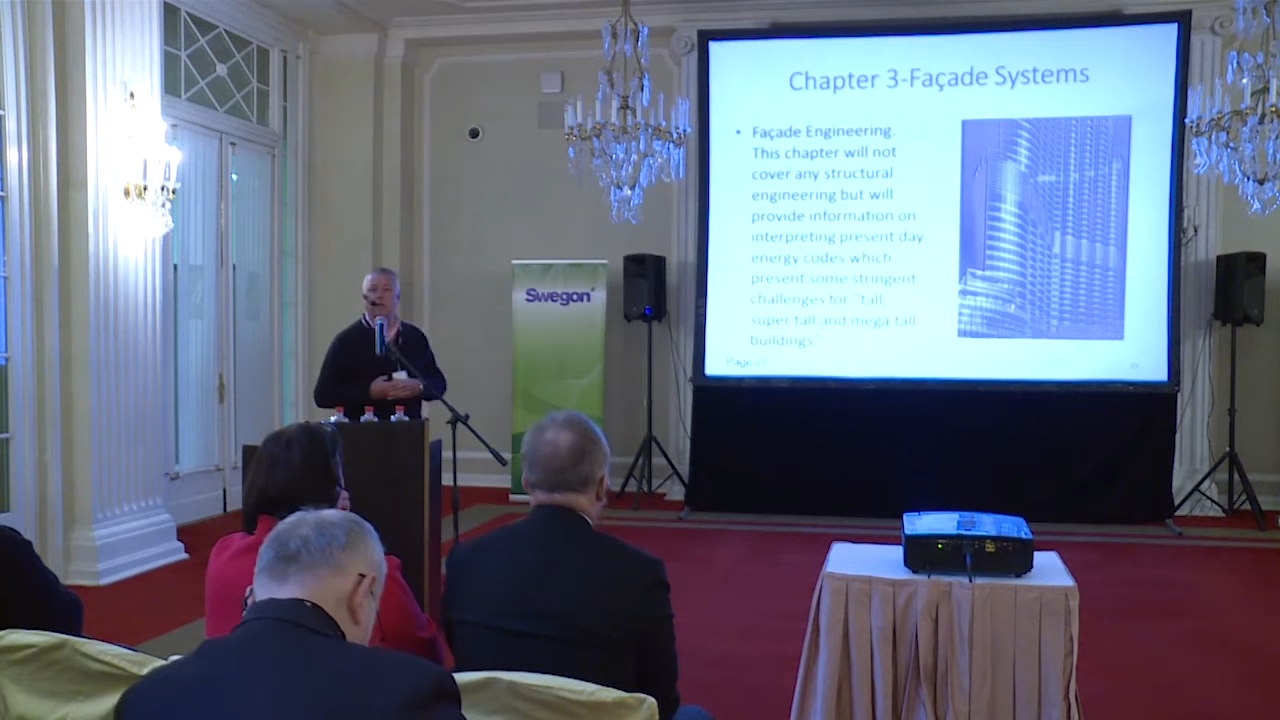 Chapter 3-Façade Systems
• Façade Engineering.
This chapter will not
cover any structural
engineering but will
provide information on
interpreting present day
energy codes which
present some stringent
challenges for "tall,
super tall and mega tall
buildings"
Page 27
Swegon